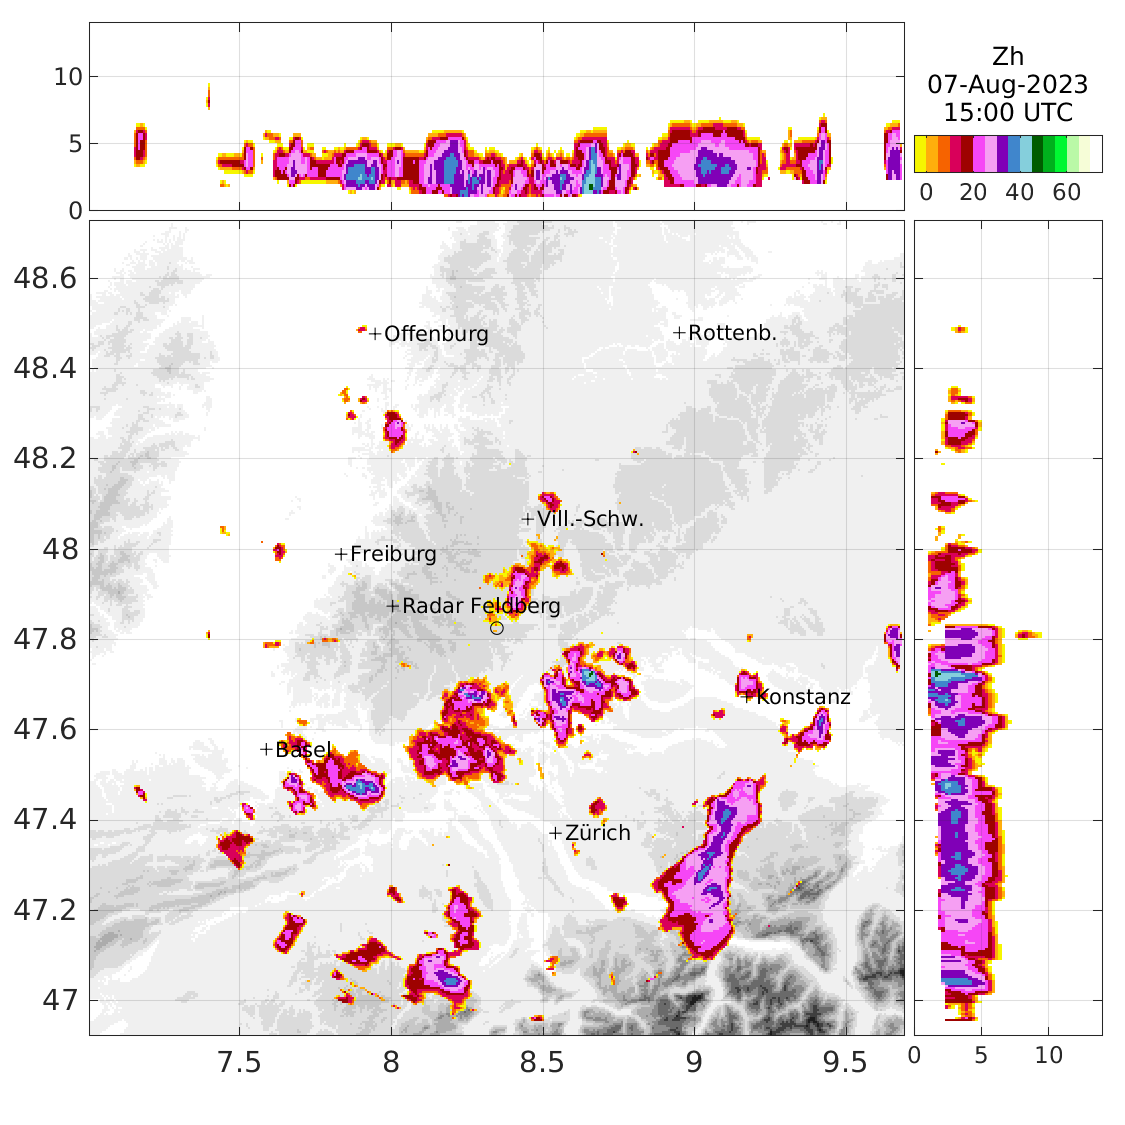 10
5
0
Zh
07-Aug-2023
15:00 UTC
0 20 40 60
48.6
48.4
48.2
48
47.8
47.6
47.4
47.2
47
+Offenburg
+Rottenb.
+Vill.-Schw.
+Freiburg
+Radar Feldberg
+Konstanz
+Basel
+Zürich
7.5 8 8.5 9 9.5
0 5 10